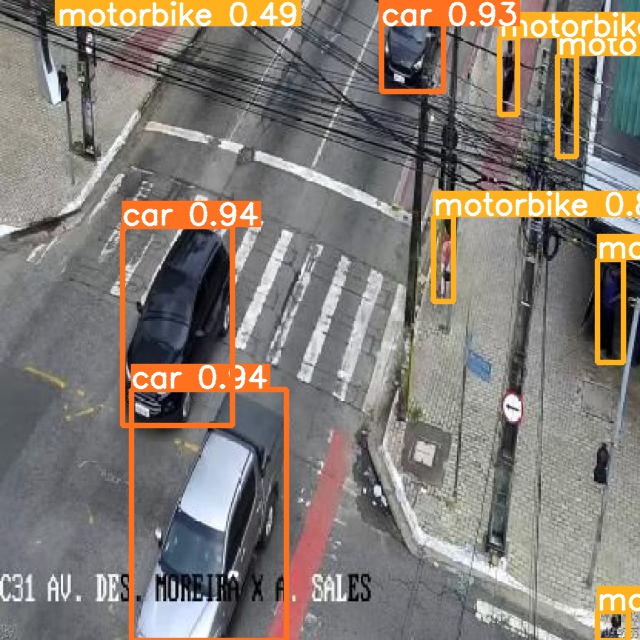 motorbike 0.49
car 0.93
motorbike
moto
car 0.94
motorbike 0.8
mo
car 0.94
C31 AV. DES. MOREIRA X A. SALES
mo